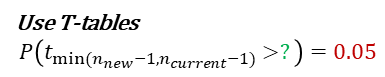 Use T-tables
P(t_min(n_new−1,n_current−1) >?) = 0.05